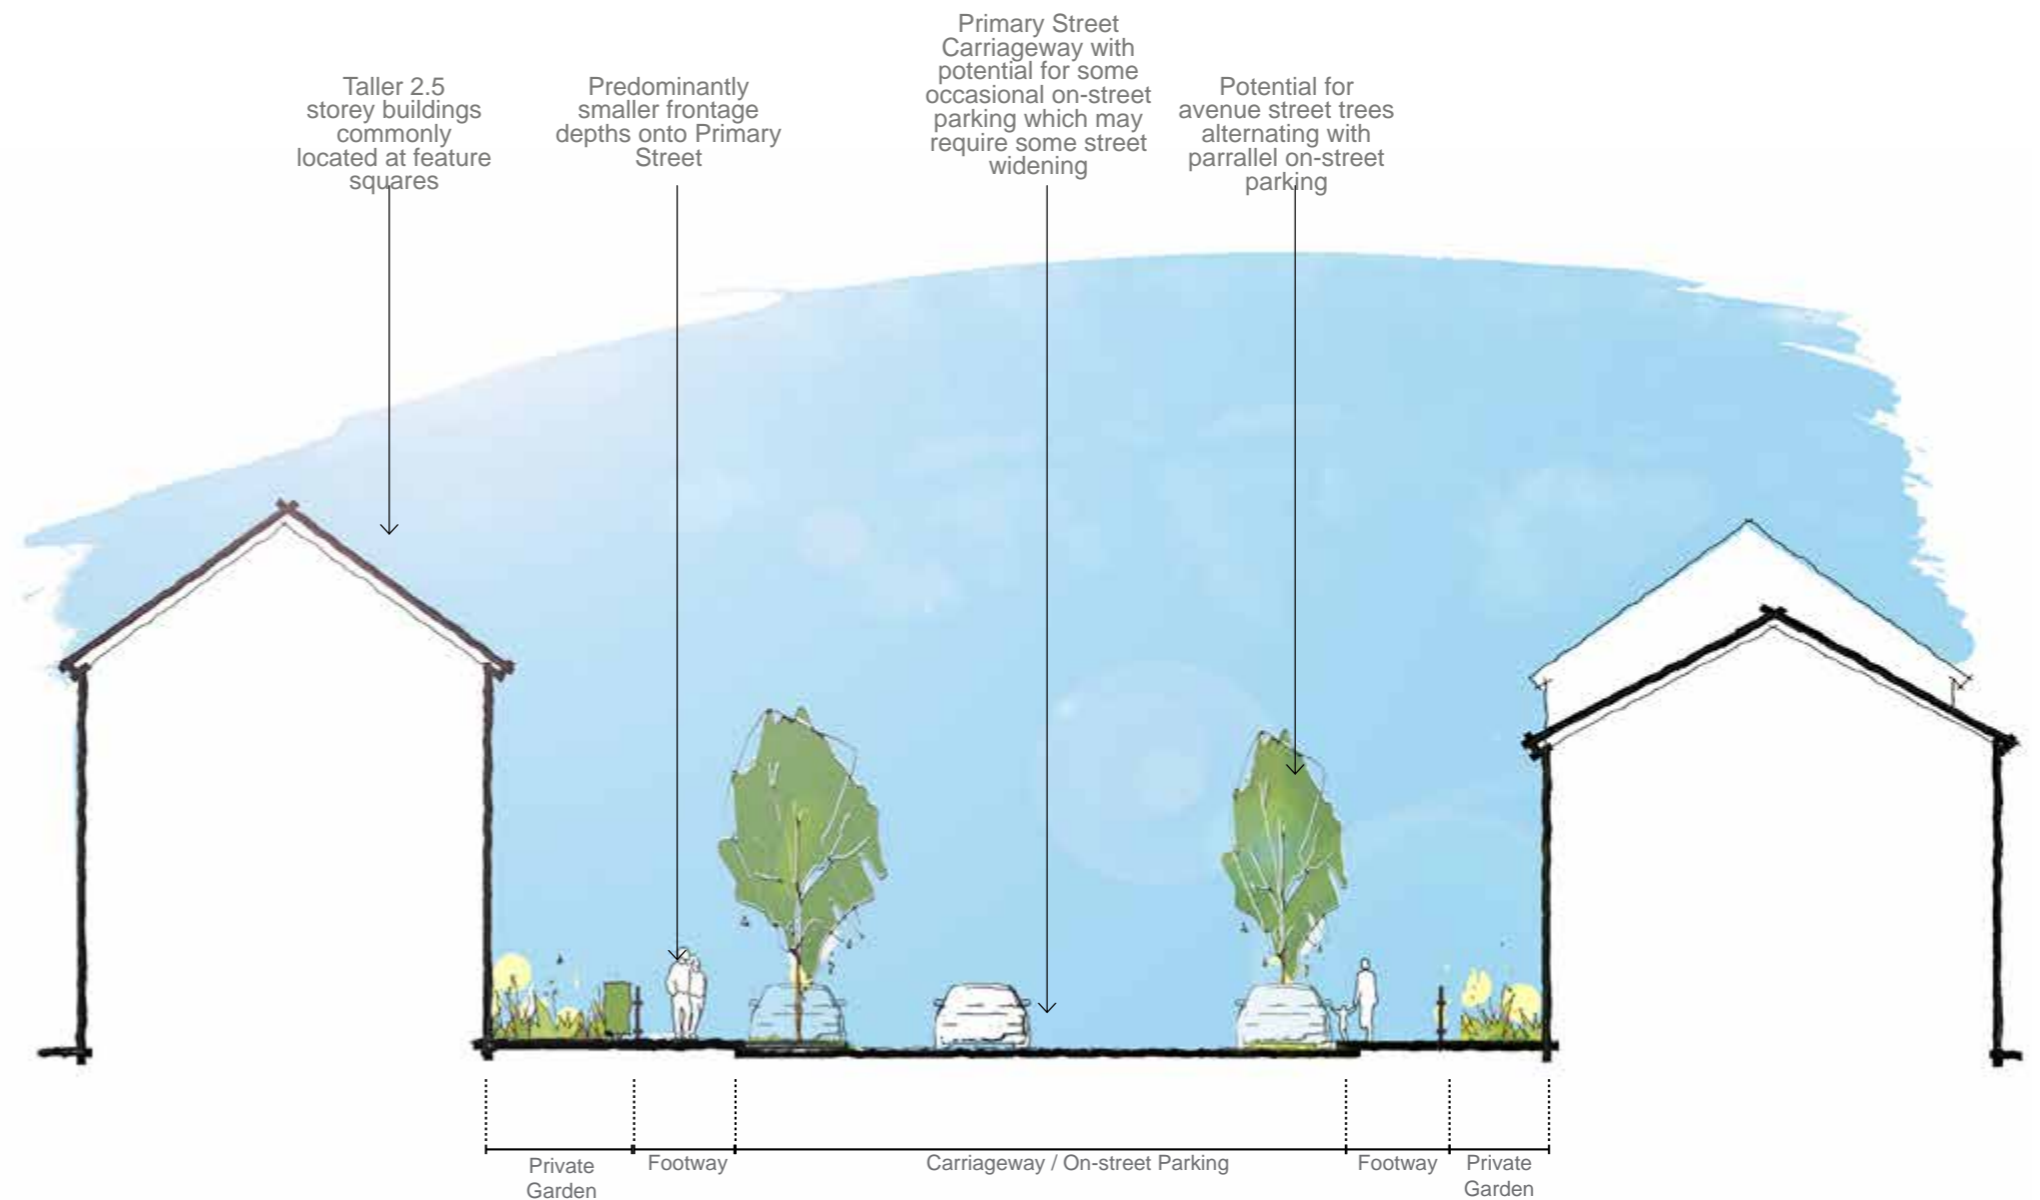 Taller 2.5
storey buildings
commonly
located at feature
squares
Predominantly
smaller frontage
depths onto Primary
Street
Primary Street
Carriageway with
potential for some
occasional on-street
parking which may
require some street
widening
Potential for
avenue street trees
alternating with
parrallel on-street
parking
Private
Garden
Footway
Carriageway / On-street Parking
Footway
Private
Garden